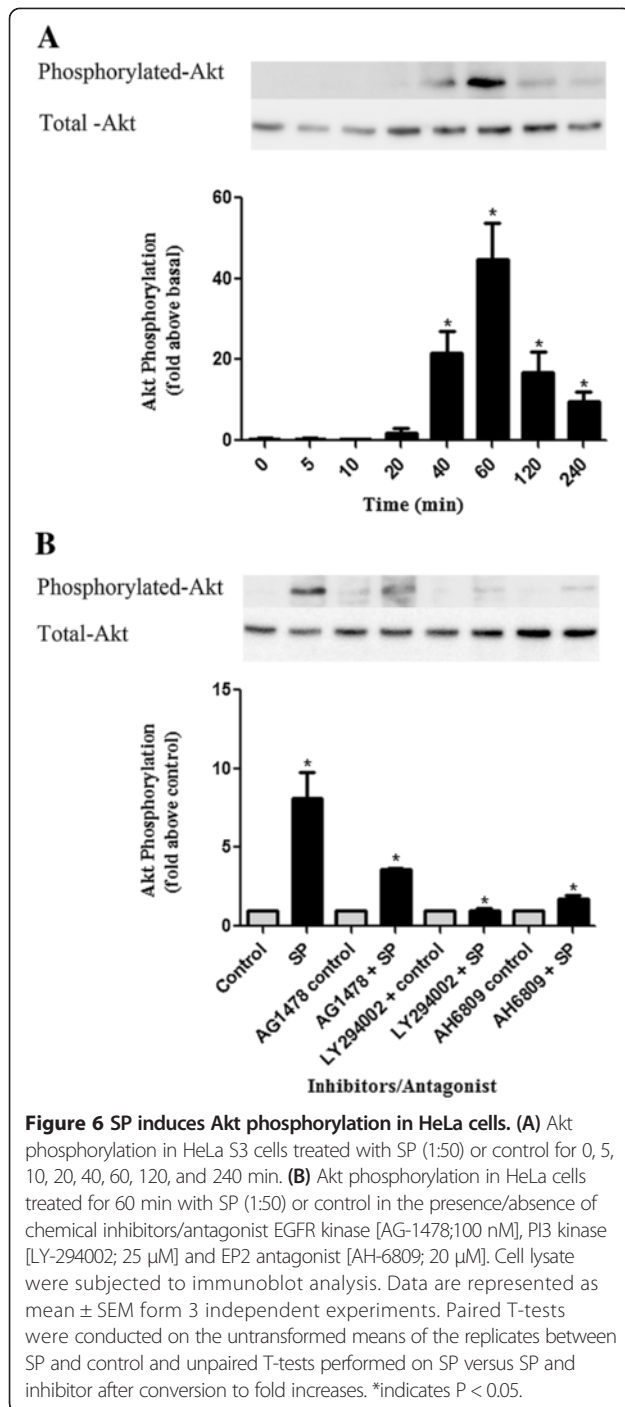 A
Phosphorylated-Akt
Total -Akt
60
40
20
0
Akt Phosphorylation
(fold above basal)
*
*
*
*
0 5 10 20 40 60 120 240
Time (min)
B
Phosphorylated-Akt
Total-Akt
15
10
5
0
Akt Phosphorylation
(fold above control)
*
*
*
*
Control
SP
AG1478 control
AG1478 + SP
LY294002 + control
LY294002 + SP
AH6809 control
AH6809 + SP
Inhibitors/Antagonist
Figure 6 SP induces Akt phosphorylation in HeLa cells. (A) Akt
phosphorylation in HeLa S3 cells treated with SP (1:50) or control for 0, 5,
10, 20, 40, 60, 120, and 240 min. (B) Akt phosphorylation in HeLa cells
treated for 60 min with SP (1:50) or control in the presence/absence of
chemical inhibitors/antagonist EGFR kinase [AG-1478;100 nM], PI3 kinase
[LY-294002; 25 μM] and EP2 antagonist [AH-6809; 20 μM]. Cell lysate
were subjected to immunoblot analysis. Data are represented as
mean ± SEM form 3 independent experiments. Paired T-tests
were conducted on the untransformed means of the replicates between
SP and control and unpaired T-tests performed on SP versus SP and
inhibitor after conversion to fold increases. *indicates P < 0.05.